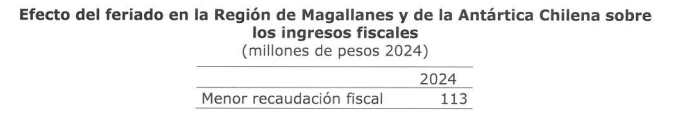 Efecto del feriado en la Región de Magallanes y de la Antártica Chilena sobre
los ingresos fiscales
(millones de pesos 2024)
2024
Menor recaudación fiscal 113